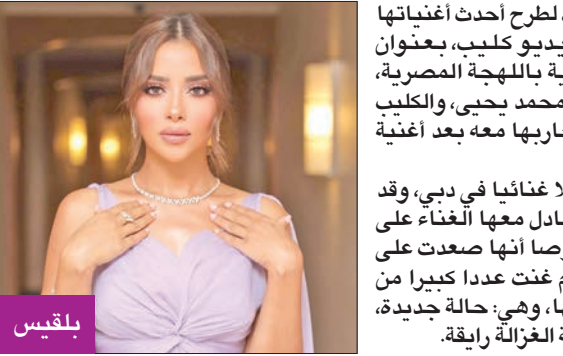 لطرح أحدث أغنياتها
كليب، بعنوان
باللهجة المصرية،
محمد يحيى، والكليب
معه بعد أغنية
غنائيا في دبي، وقد
معها الغناء على
أنها صعدت على
غنت عددا كبيرا من
وهي: حالة جديدة،
الغزالة رايقة.
بلقيس